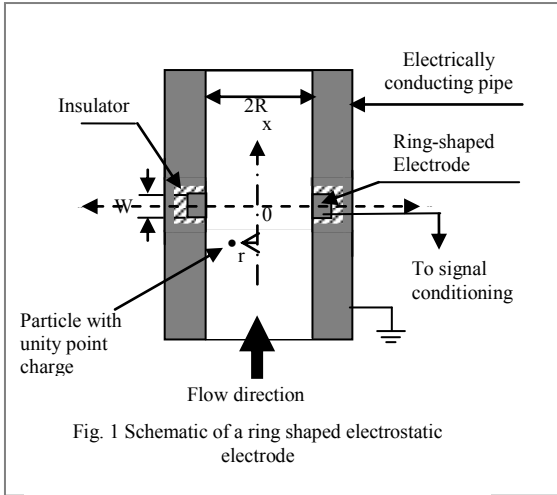 Electrically
conducting pipe
Insulator
2R
x
Ring-shaped
Electrode
W
0
r
To signal
conditioning
Particle with
unity point
charge
Flow direction
Fig. 1 Schematic of a ring shaped electrostatic
electrode